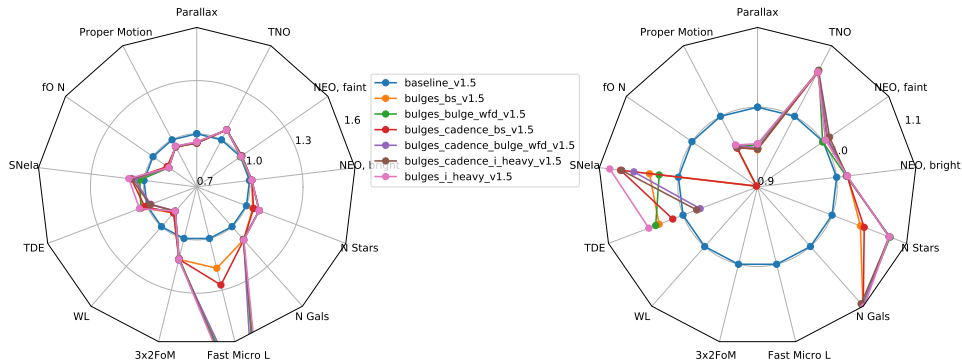 Parallax
TNO
NEO, faint
NEO, bright
N Stars
N Gals
Fast Micro L
3x2FoM
WL
TDE
SNeIa
fO N
Proper Motion
0.7
1.0
1.3
1.6
baseline_v1.5
bulges_bs_v1.5
bulges_bulge_wfd_v1.5
bulges_cadence_bs_v1.5
bulges_cadence_bulge_wfd_v1.5
bulges_cadence_i_heavy_v1.5
bulges_i_heavy_v1.5
Parallax
TNO
NEO, faint
NEO, bright
N Stars
N Gals
Fast Micro L
3x2FoM
WL
TDE
SNeIa
fO N
Proper Motion
0.9
1.0
1.1